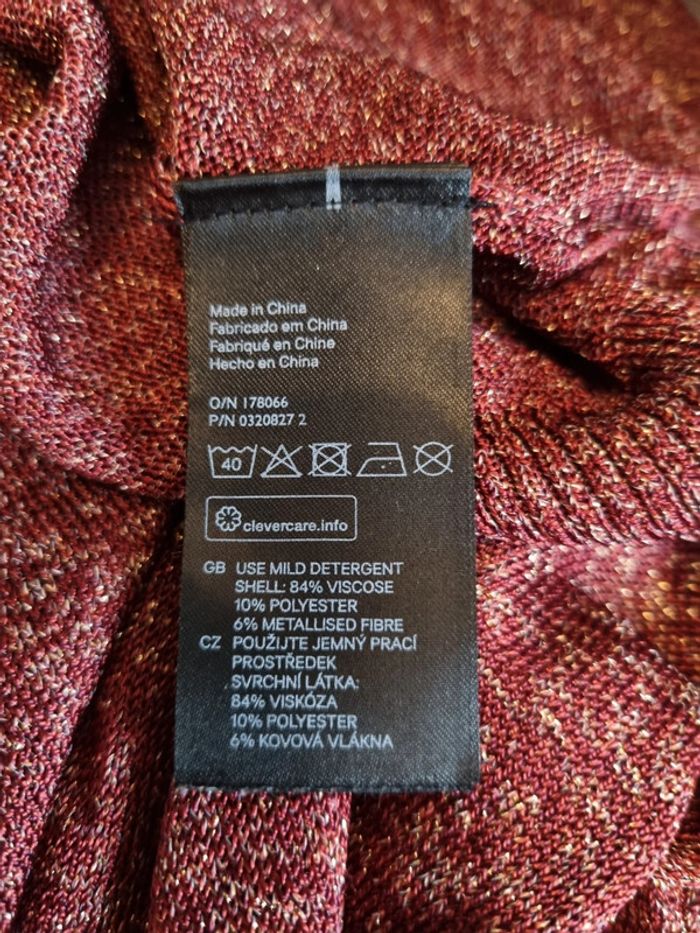 Made in China
Fabricado em China
Fabriqué en Chine
Hecho en China
O/N 178066
P/N 0320827 2
40
clevercare.info
GB USE MILD DETERGENT
SHELL: 84% VISCOSE
10% POLYESTER
6% METALLISED FIBRE
CZ POUŽIJTE JEMNÝ PRACÍ
PROSTŘEDEK
SVRCHNÍ LÁTKA:
84% VISKÓZA
10% POLYESTER
6% KOVOVÁ VLÁKNA